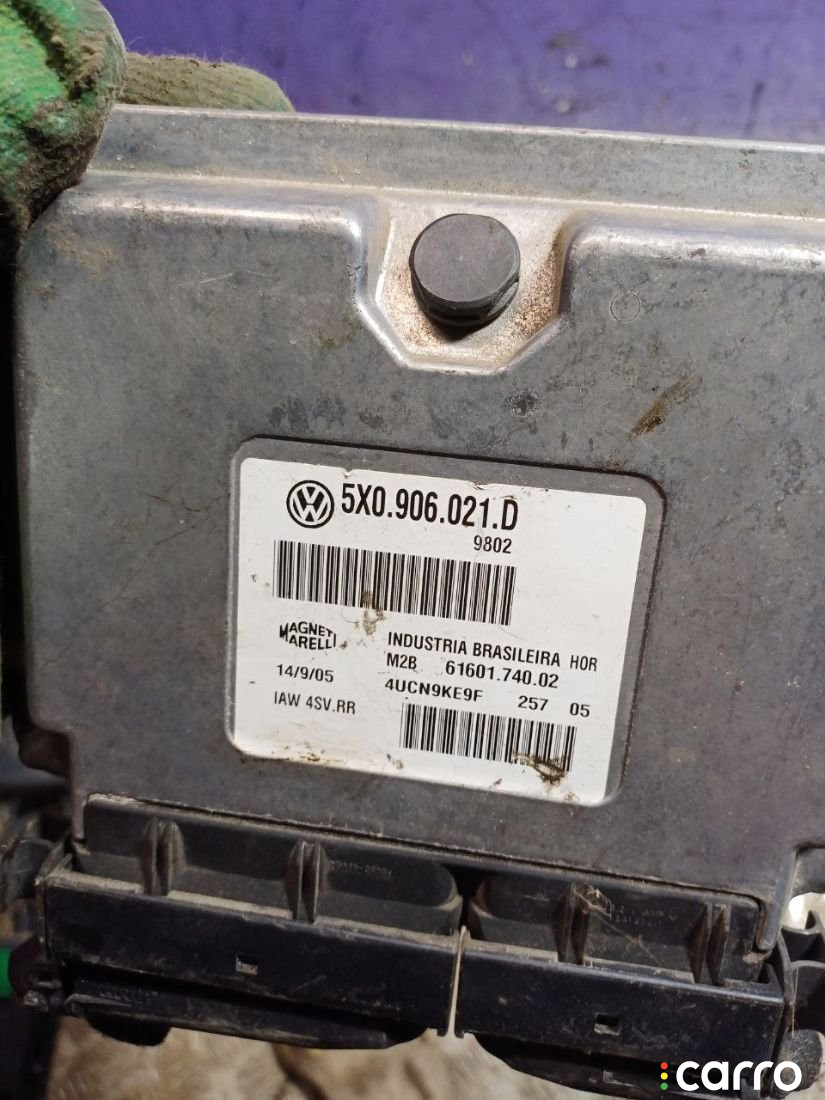 5X0.906.021.D
9802
MAGNETI
MARELLI
INDUSTRIA BRASILEIRA HOR
M2B 61601.740.02
14/9/05
4UCN9KE9F 257 05
IAW 4SV.RR
carro